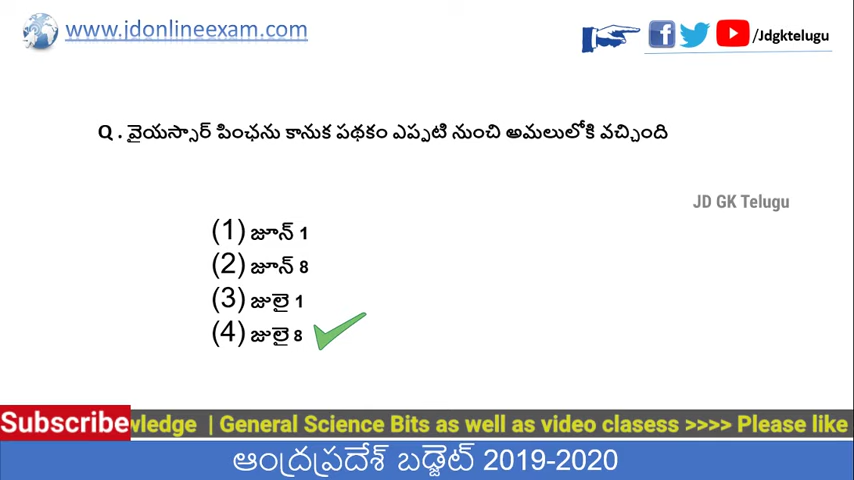 www.jdonlineexam.com
/Jdgktelugu
Q . వైయస్సార్ పింఛను కానుక పథకం ఎప్పటి నుంచి అమలులోకి వచ్చింది
JD GK Telugu
(1) జూన్ 1
(2) జూన్ 8
(3) జులై 1
(4) జులై 8
Subscribe wledge | General Science Bits as well as video clasess >>>> Please like
ఆంధ్రప్రదేశ్ బడ్జెట్ 2019-2020